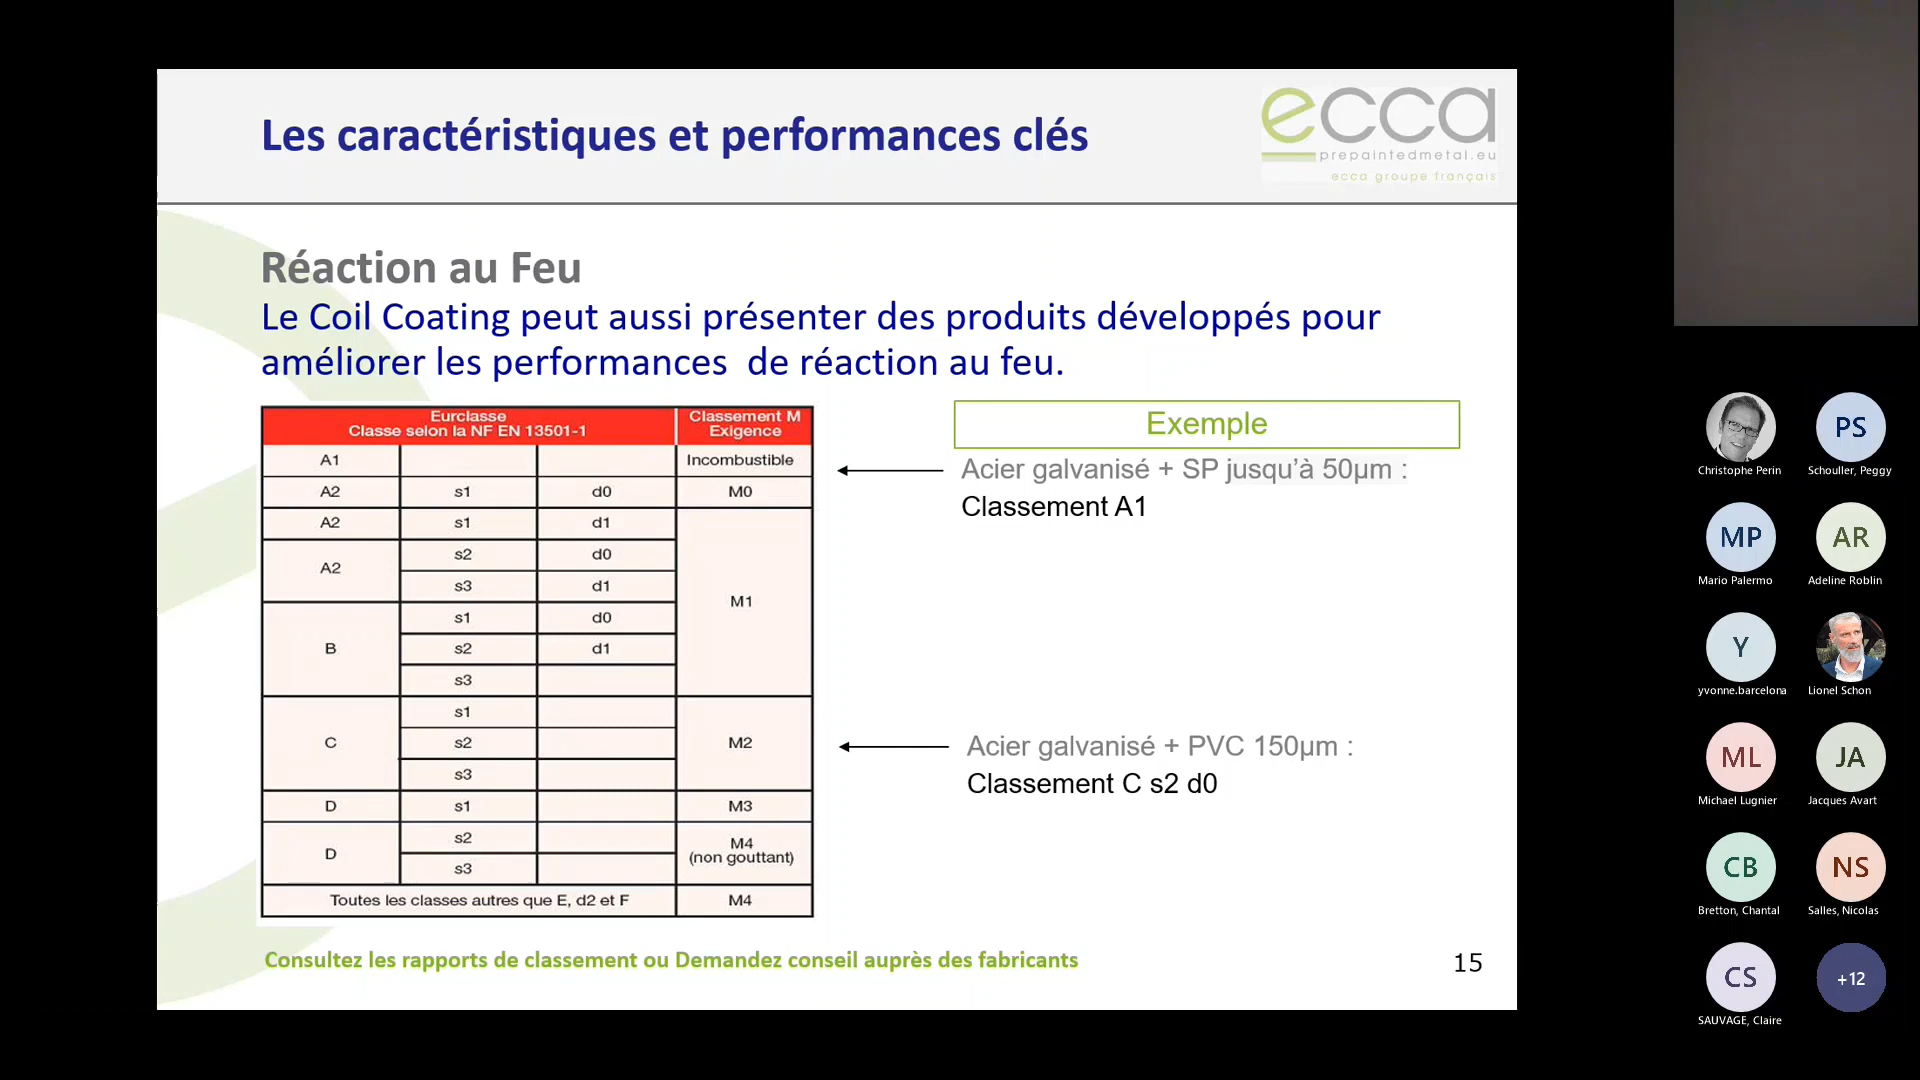 Les caractéristiques et performances clés
ecca
prepaintedmetal.eu
ecca groupe français
Réaction au Feu
Le Coil Coating peut aussi présenter des produits développés pour
améliorer les performances de réaction au feu.
Eurclasse
Classe selon la NF EN 13501-1
Classement M
Exigence
A1 Incombustible
A2 s1 d0 M0
A2 s1 d1
A2 s2 d0
s3 d1
M1
B s1 d0
s2 d1
s3
C s1
s2 M2
s3
D s1 M3
D s2
s3
M4
(non gouttant)
Toutes les classes autres que E, d2 et F M4
Exemple
Acier galvanisé + SP jusqu’à 50µm :
Classement A1
Acier galvanisé + PVC 150µm :
Classement C s2 d0
Consultez les rapports de classement ou Demandez conseil auprès des fabricants
15
Christophe Perin
PS
Schouller, Peggy
MP
Mario Palermo
AR
Adeline Roblin
Y
yvonne.barcelona
Lionel Schon
ML
Michael Lugnier
JA
Jacques Avart
CB
Bretton, Chantal
NS
Salles, Nicolas
CS
SAUVAGE, Claire
+12